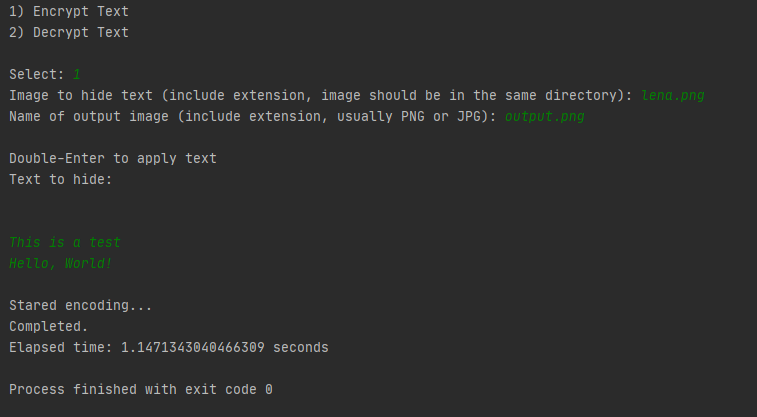 1) Encrypt Text
2) Decrypt Text
Select: 1
Image to hide text (include extension, image should be in the same directory): lena.png
Name of output image (include extension, usually PNG or JPG): output.png
Double-Enter to apply text
Text to hide:
This is a test
Hello, World!
Stared encoding...
Completed.
Elapsed time: 1.1471343040466309 seconds
Process finished with exit code 0